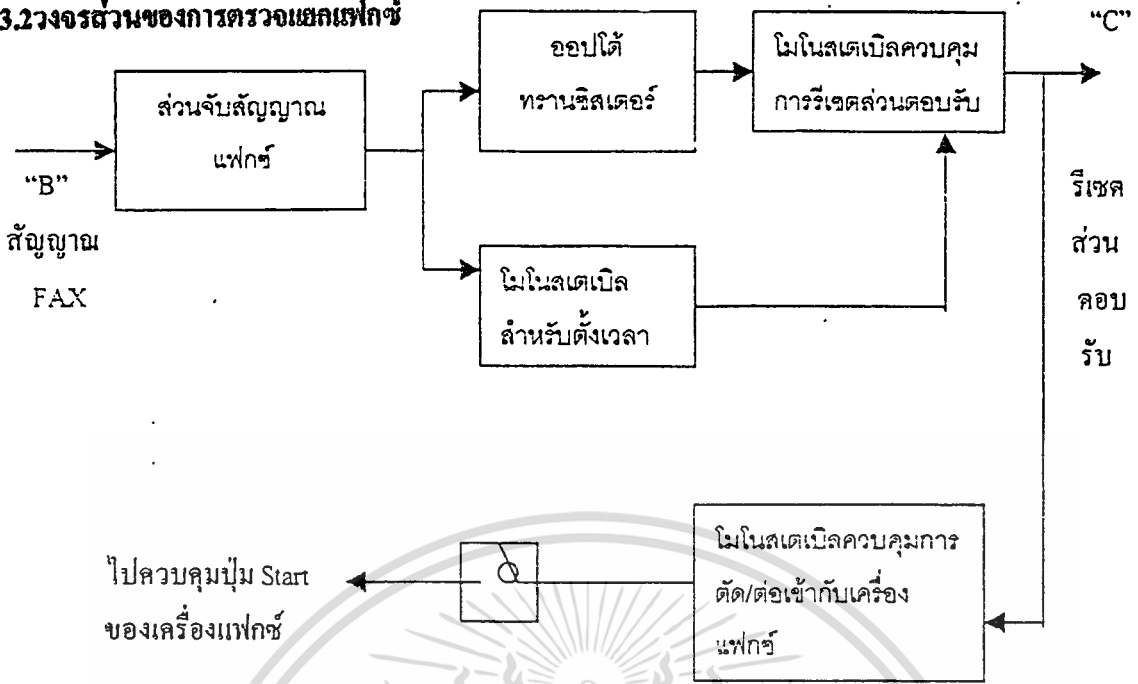 3.2วงจรส่วนของการตรวจแยกแฟกซ์
“C”
ออปโต้
ทรานซิสเตอร์
โมโนสเตเบิลควบคุม
การรีเซตส่วนตอบรับ
ส่วนจับสัญญาณ
แฟกซ์
“B”
สัญญาณ
FAX
โมโนสเตเบิล
สำหรับตั้งเวลา
รีเซต
ส่วน
ตอบ
รับ
โมโนสเตเบิลควบคุมการ
ตัด/ต่อเข้ากับเครื่อง
แฟกซ์
ไปควบคุมปุ่ม Start
ของเครื่องแฟกซ์